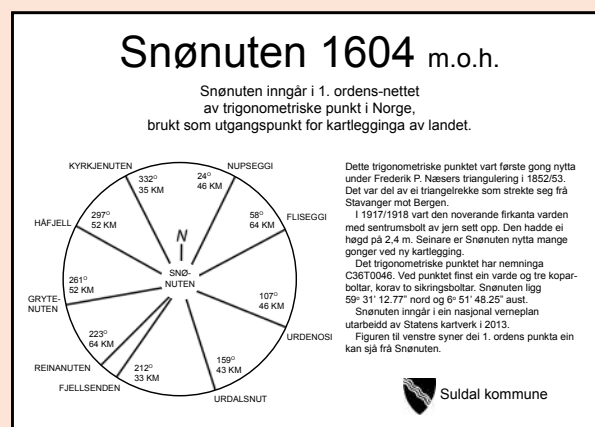 Snønuten 1604 m.o.h.
Snønuten inngår i 1. ordens-nettet
av trigonometriske punkt i Norge,
brukt som utgangspunkt for kartlegginga av landet.
KYRKJENUTEN
332°
35 KM
24°
46 KM
NUPSEGGI
HÅFJELL
297°
52 KM
58°
64 KM
FLISEGGI
N
SNØ-
NUTEN
261°
52 KM
GRYTE-
NUTEN
107°
46 KM
URDENOSI
223°
64 KM
REINANUTEN
212°
33 KM
FJELLSENDEN
159°
43 KM
URDALSNUT
Dette trigonometriske punktet vart første gong nytta
under Frederik P. Næsers triangulering i 1852/53.
Det var del av ei triangelrekke som strekte seg frå
Stavanger mot Bergen.
I 1917/1918 vart den noverande firkanta varden
med sentrumsbolt av jern sett opp. Den hadde ei
høgd på 2,4 m. Seinare er Snønuten nytta mange
gonger ved ny kartlegging.
Det trigonometriske punktet har nemninga
C36T0046. Ved punktet finst ein varde og tre kopar-
boltar, korav to sikringsboltar. Snønuten ligg
59º 31' 12.77" nord og 6º 51' 48.25" aust.
Snønuten inngår i ein nasjonal verneplan
utarbeidd av Statens kartverk i 2013.
Figuren til venstre syner dei 1. ordens punkta ein
kan sjå frå Snønuten.
Suldal kommune